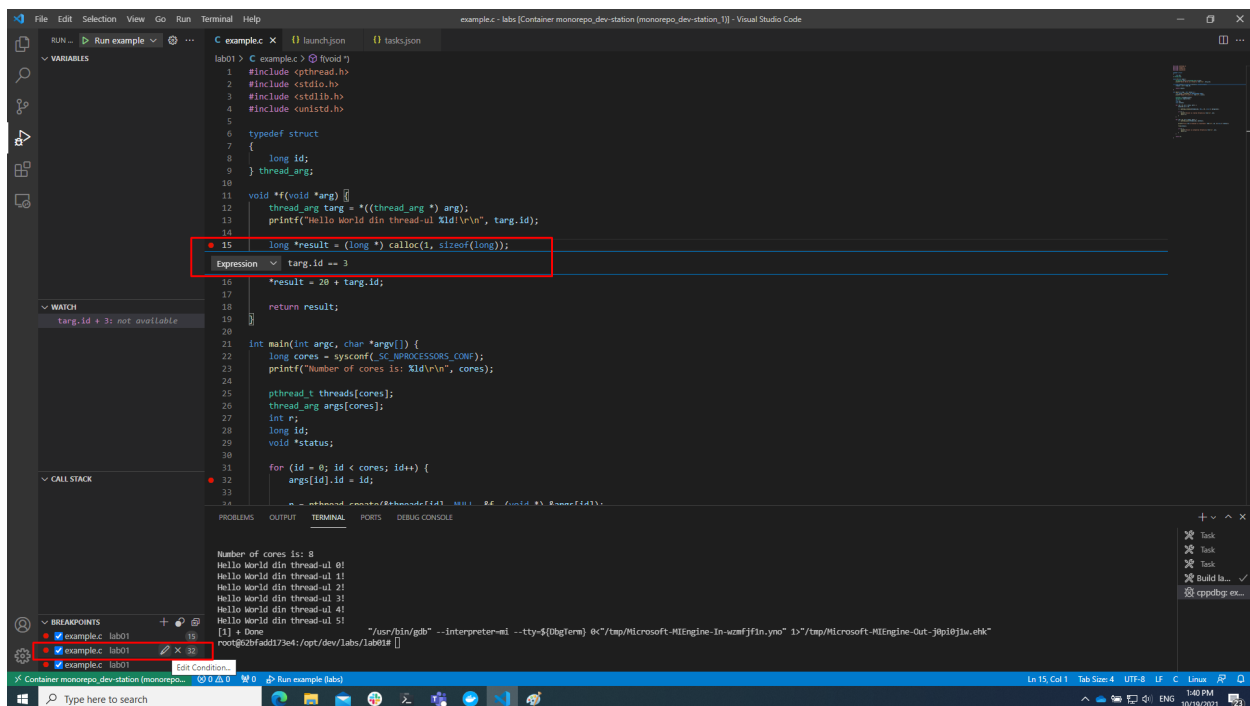 File Edit Selection View Go Run Terminal Help
example.c - labs [Container monorepo_dev-station (monorepo_dev-station_1)] - Visual Studio Code
RUN ... Run example
C example.c {} launch.json {} tasks.json
lab01 > C example.c > f(void *)
VARIABLES
1 #include <pthread.h>
2 #include <stdio.h>
3 #include <stdlib.h>
4 #include <unistd.h>
5
6 typedef struct
7 {
8 long id;
9 } thread_arg;
10
11 void *f(void *arg) {
12 thread_arg targ = *((thread_arg *) arg);
13 printf("Hello World din thread-ul %ld!\r\n", targ.id);
14
15 long *result = (long *) calloc(1, sizeof(long));
Expression targ.id == 3
16 *result = 20 + targ.id;
17
18 return result;
19 }
20
21 int main(int argc, char *argv[]) {
22 long cores = sysconf(_SC_NPROCESSORS_CONF);
23 printf("Number of cores is: %ld\r\n", cores);
24
25 pthread_t threads[cores];
26 thread_arg args[cores];
27 int r;
28 long id;
29 void *status;
30
31 for (id = 0; id < cores; id++) {
32 args[id].id = id;
33
34 r = pthread_create(&threads[id], NULL, &f, (void *) &args[id]);
WATCH
targ.id + 3: not available
CALL STACK
PROBLEMS OUTPUT TERMINAL PORTS DEBUG CONSOLE
Number of cores is: 8
Hello World din thread-ul 0!
Hello World din thread-ul 1!
Hello World din thread-ul 2!
Hello World din thread-ul 3!
Hello World din thread-ul 4!
Hello World din thread-ul 5!
[1] + Done "/usr/bin/gdb" --interpreter=mi --tty=${DbgTerm} 0<"/tmp/Microsoft-MIEngine-In-wzmfjf1n.yno" 1>"/tmp/Microsoft-MIEngine-Out-j0pi0j1w.ehk"
root@62bfadd173e4:/opt/dev/labs/lab01#
Task
Task
Task
Build la...
cppdbg: ex...
BREAKPOINTS
example.c lab01 15
example.c lab01 32
example.c lab01
Edit Condition...
Container monorepo_dev-station (monorepo... 0 0 0 Run example (labs)
Ln 15, Col 1 Tab Size: 4 UTF-8 LF C Linux
Type here to search
ENG
1:40 PM
10/19/2021
23